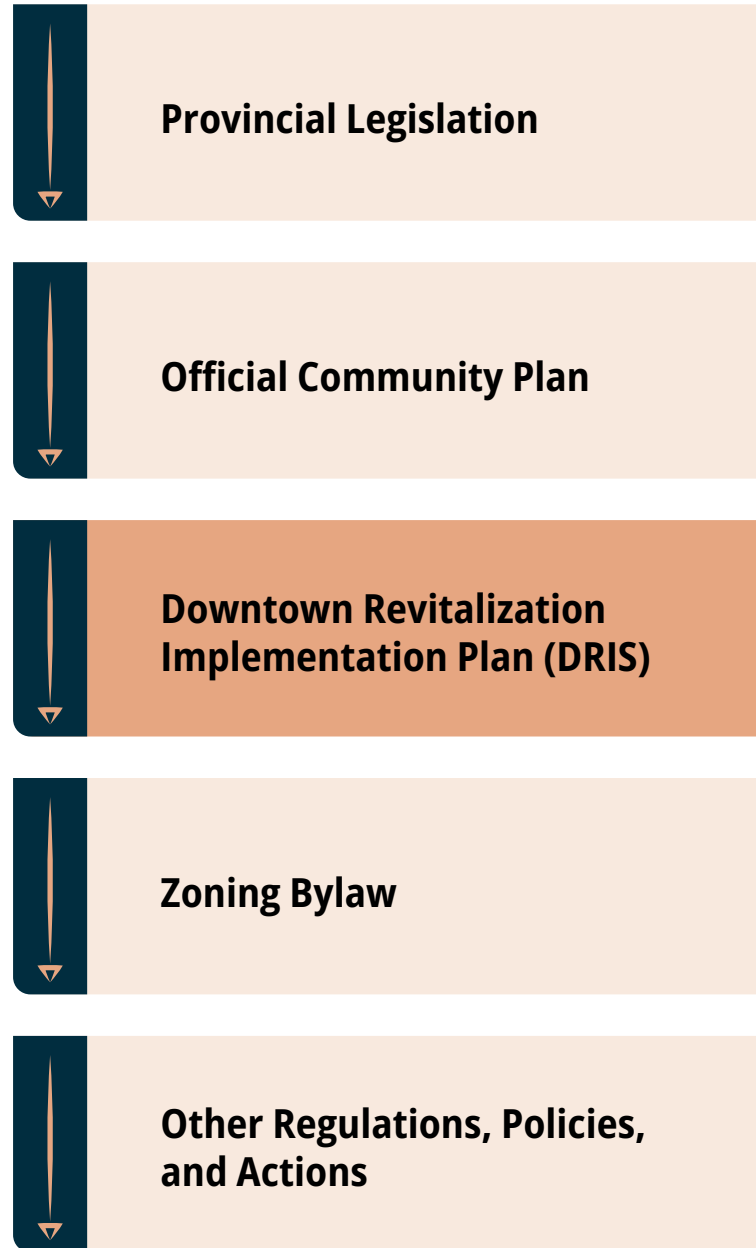 Provincial Legislation
Official Community Plan
Downtown Revitalization
Implementation Plan (DRIS)
Zoning Bylaw
Other Regulations, Policies,
and Actions